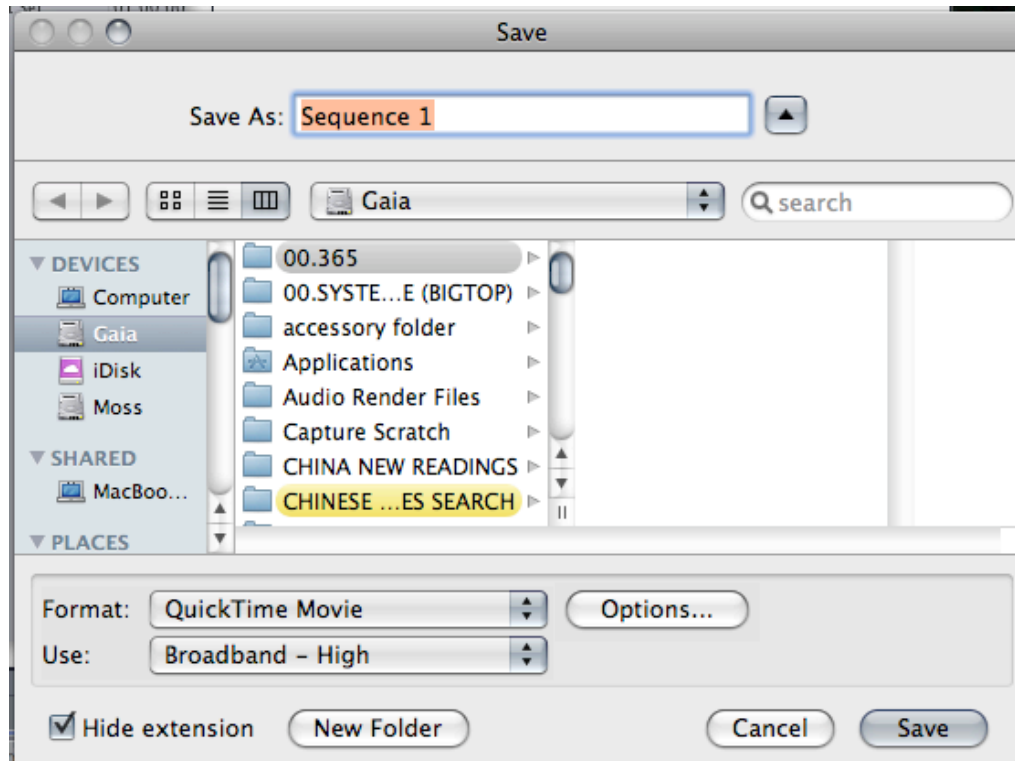 Save
Save As: Sequence 1
Gaia
search
DEVICES
Computer
Gaia
iDisk
Moss
SHARED
MacBoo...
PLACES
00.365
00.SYSTE...E (BIGTOP)
accessory folder
Applications
Audio Render Files
Capture Scratch
CHINA NEW READINGS
CHINESE ...ES SEARCH
Format: QuickTime Movie
Options...
Use: Broadband – High
Hide extension
New Folder
Cancel
Save